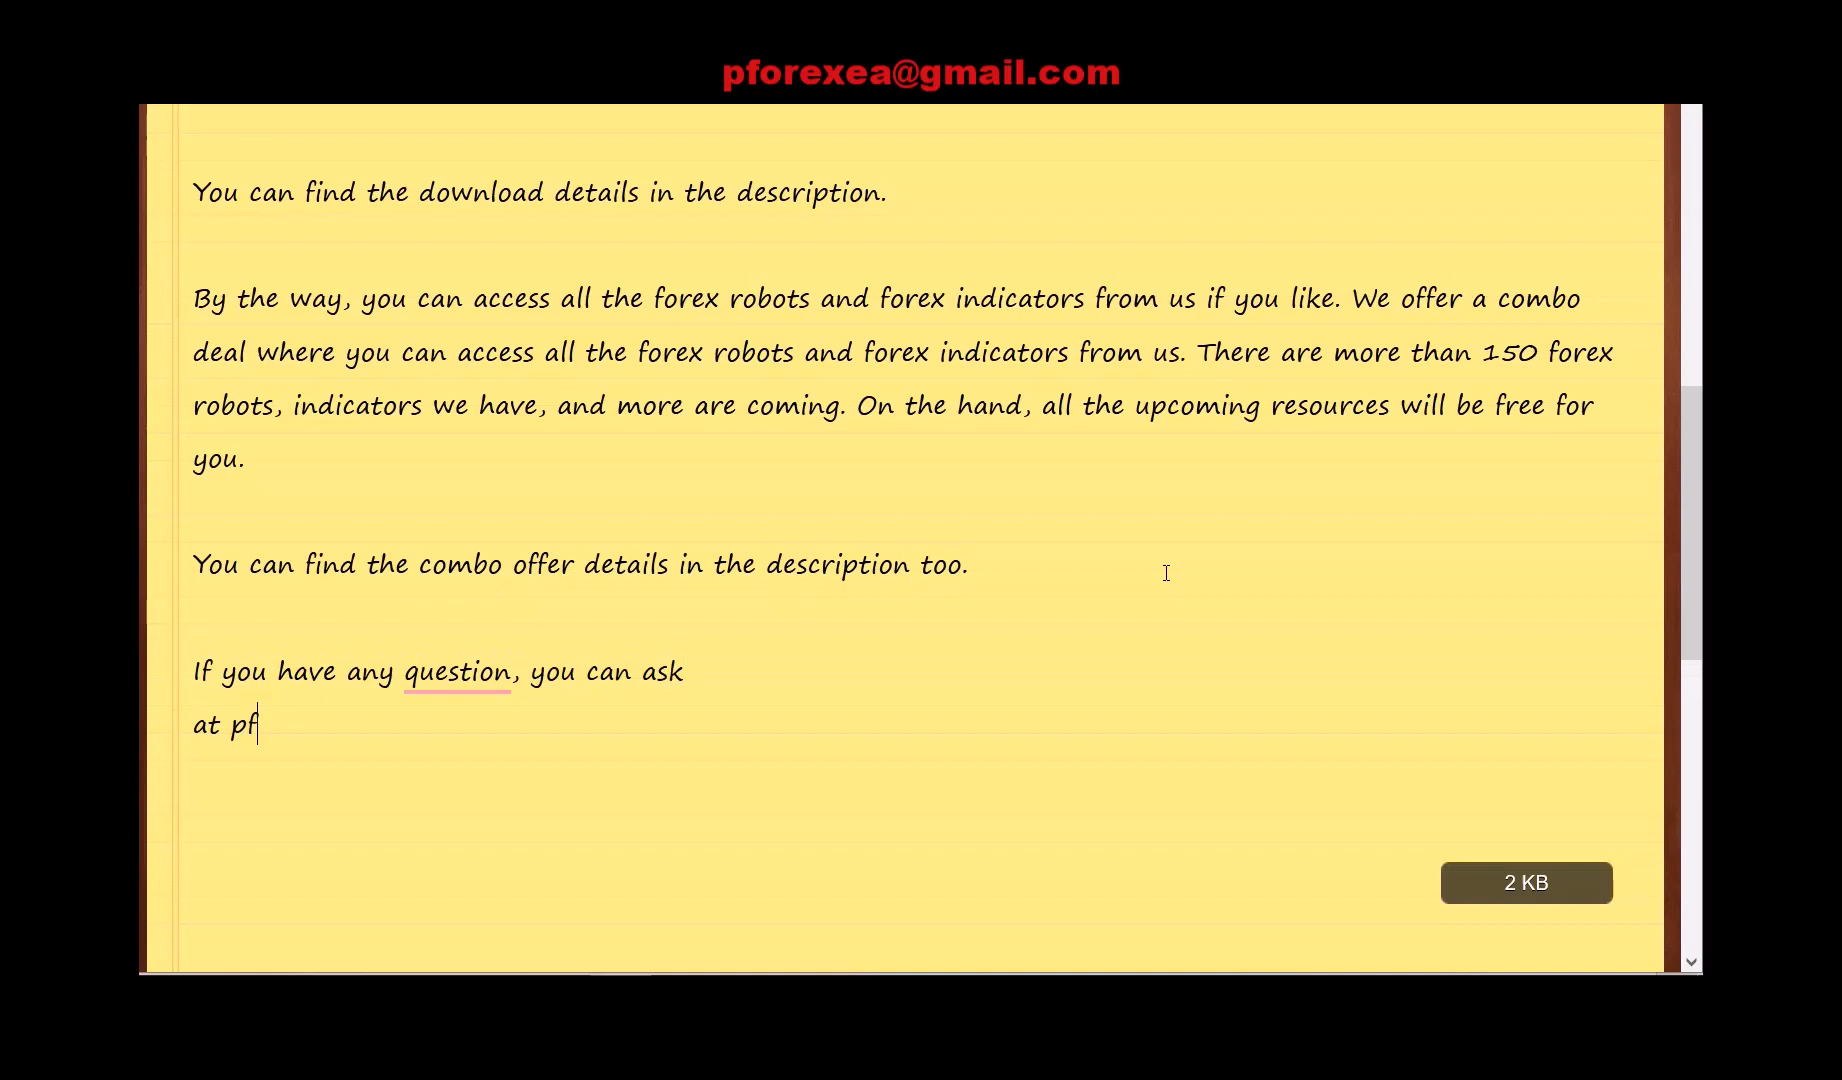 pforexea@gmail.com
You can find the download details in the description.
By the way, you can access all the forex robots and forex indicators from us if you like. We offer a combo
deal where you can access all the forex robots and forex indicators from us. There are more than 150 forex
robots, indicators we have, and more are coming. On the hand, all the upcoming resources will be free for
you.
You can find the combo offer details in the description too.
If you have any question, you can ask
at pf
2 KB